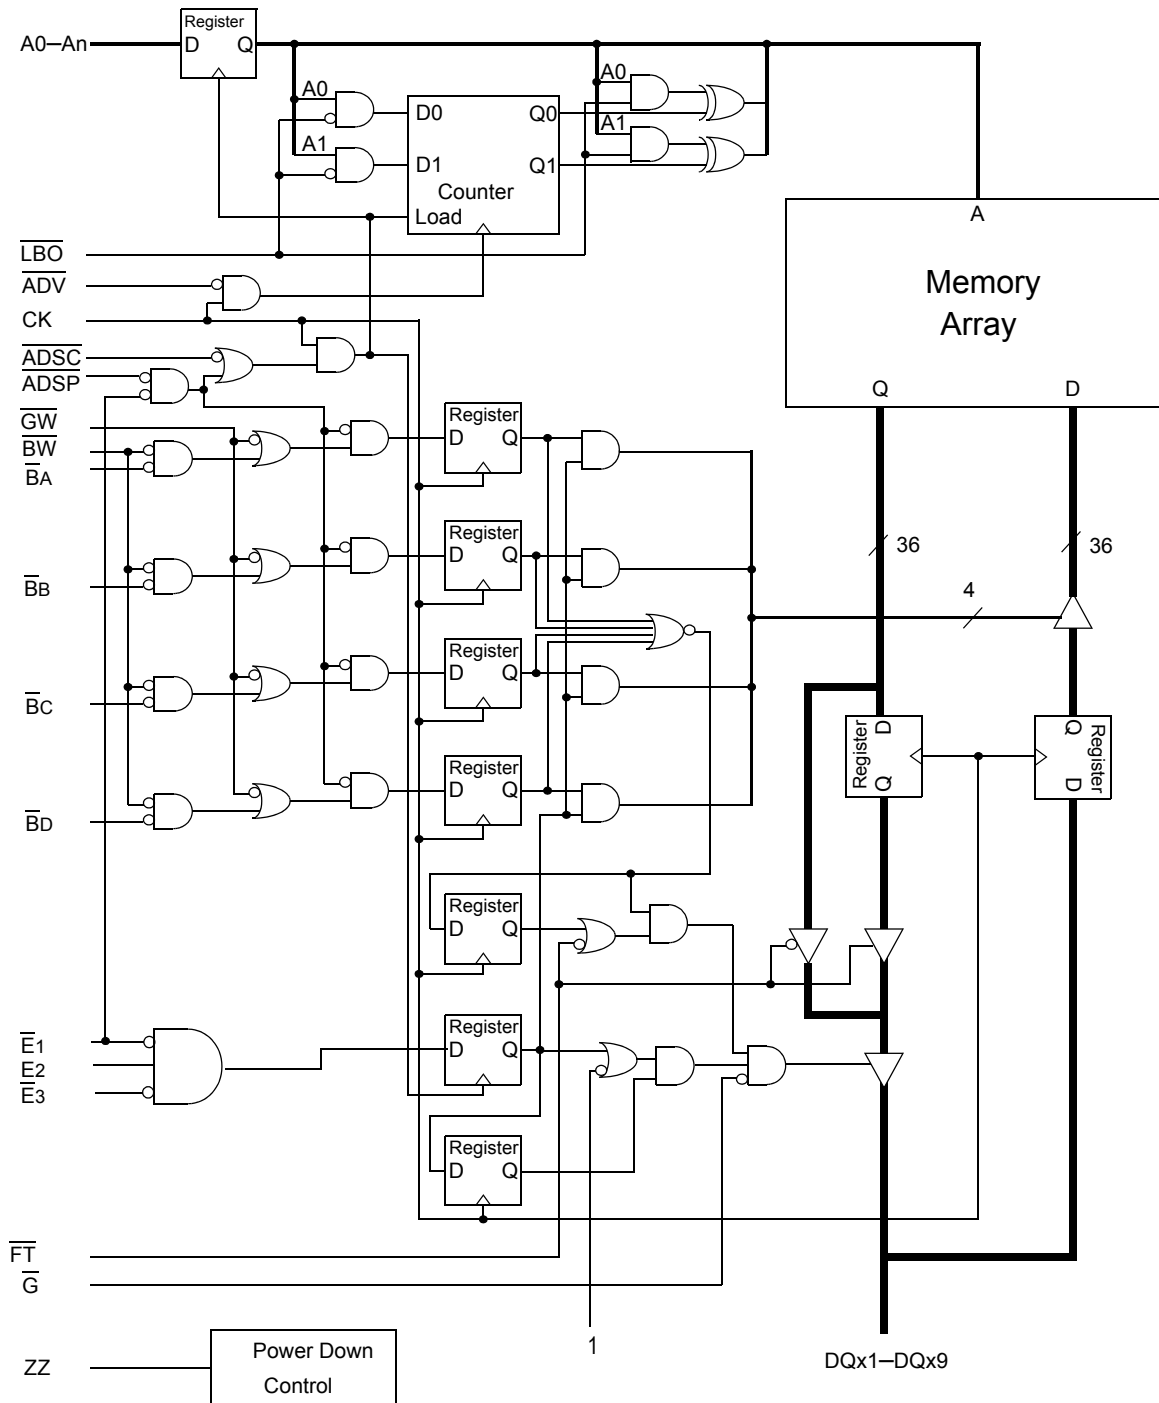 Register
A0–An
D Q
A0
A0
D0
Q0
A1
A1
D1
Q1
Counter
Load
A
LBO
ADV
Memory
CK
Array
ADSC
ADSP
Q
D
GW
BW
BA
Register
D Q
36
36
Register
D Q
BB
4
Register
D Q
BC
Register
D
Q
Register
Q
D
Register
D Q
BD
Register
D Q
Register
D Q
E1
E2
E3
Register
D Q
FT
G
1
ZZ
Power Down
Control
DQx1–DQx9